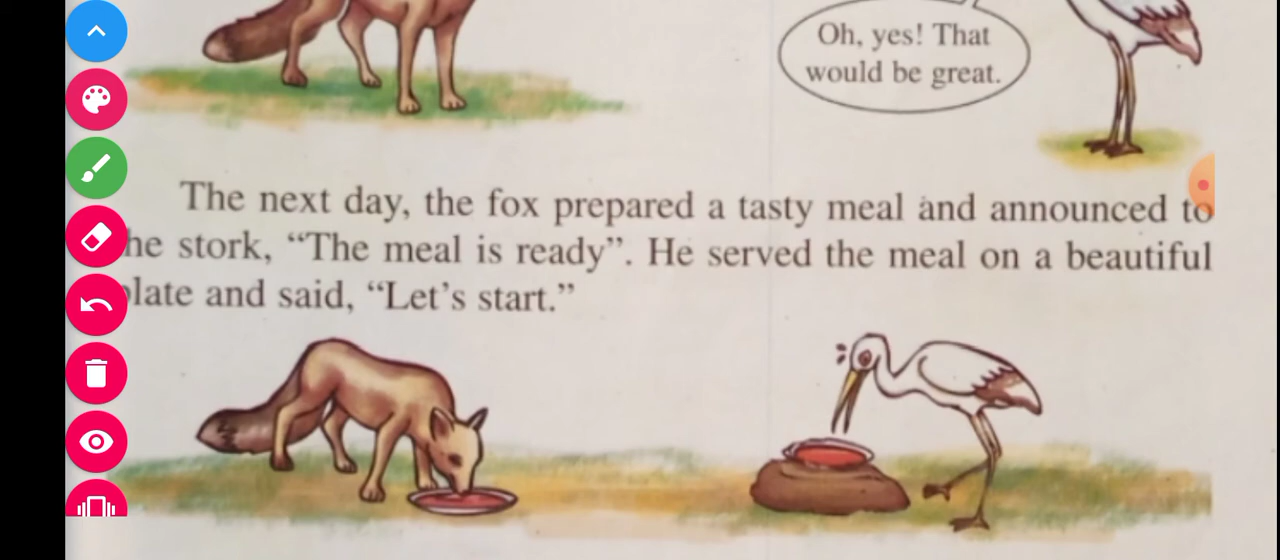 Oh, yes! That
would be great.
The next day, the fox prepared a tasty meal and announced to
he stork, “The meal is ready”. He served the meal on a beautiful
late and said, “Let’s start.”